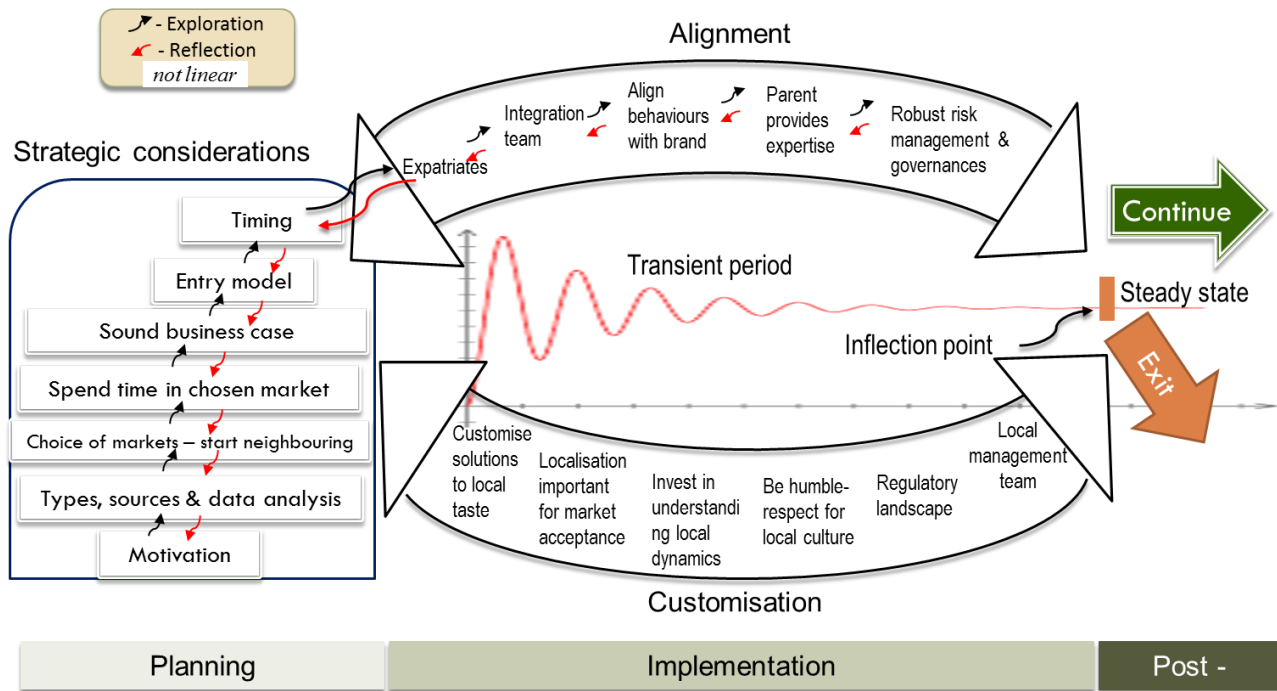 - Exploration
- Reflection
not linear
Alignment
Strategic considerations
Timing
Entry model
Sound business case
Spend time in chosen market
Choice of markets – start neighbouring
Types, sources & data analysis
Motivation
Expatriates
Integration
team
Align
behaviours
with brand
Parent
provides
expertise
Robust risk
management &
governances
Transient period
Inflection point
Continue
Steady state
Exit
Customise
solutions
to local
taste
Localisation
important
for market
acceptance
Invest in
understandi
ng local
dynamics
Be humble-
respect for
local culture
Regulatory
landscape
Local
management
team
Customisation
Planning
Implementation
Post -